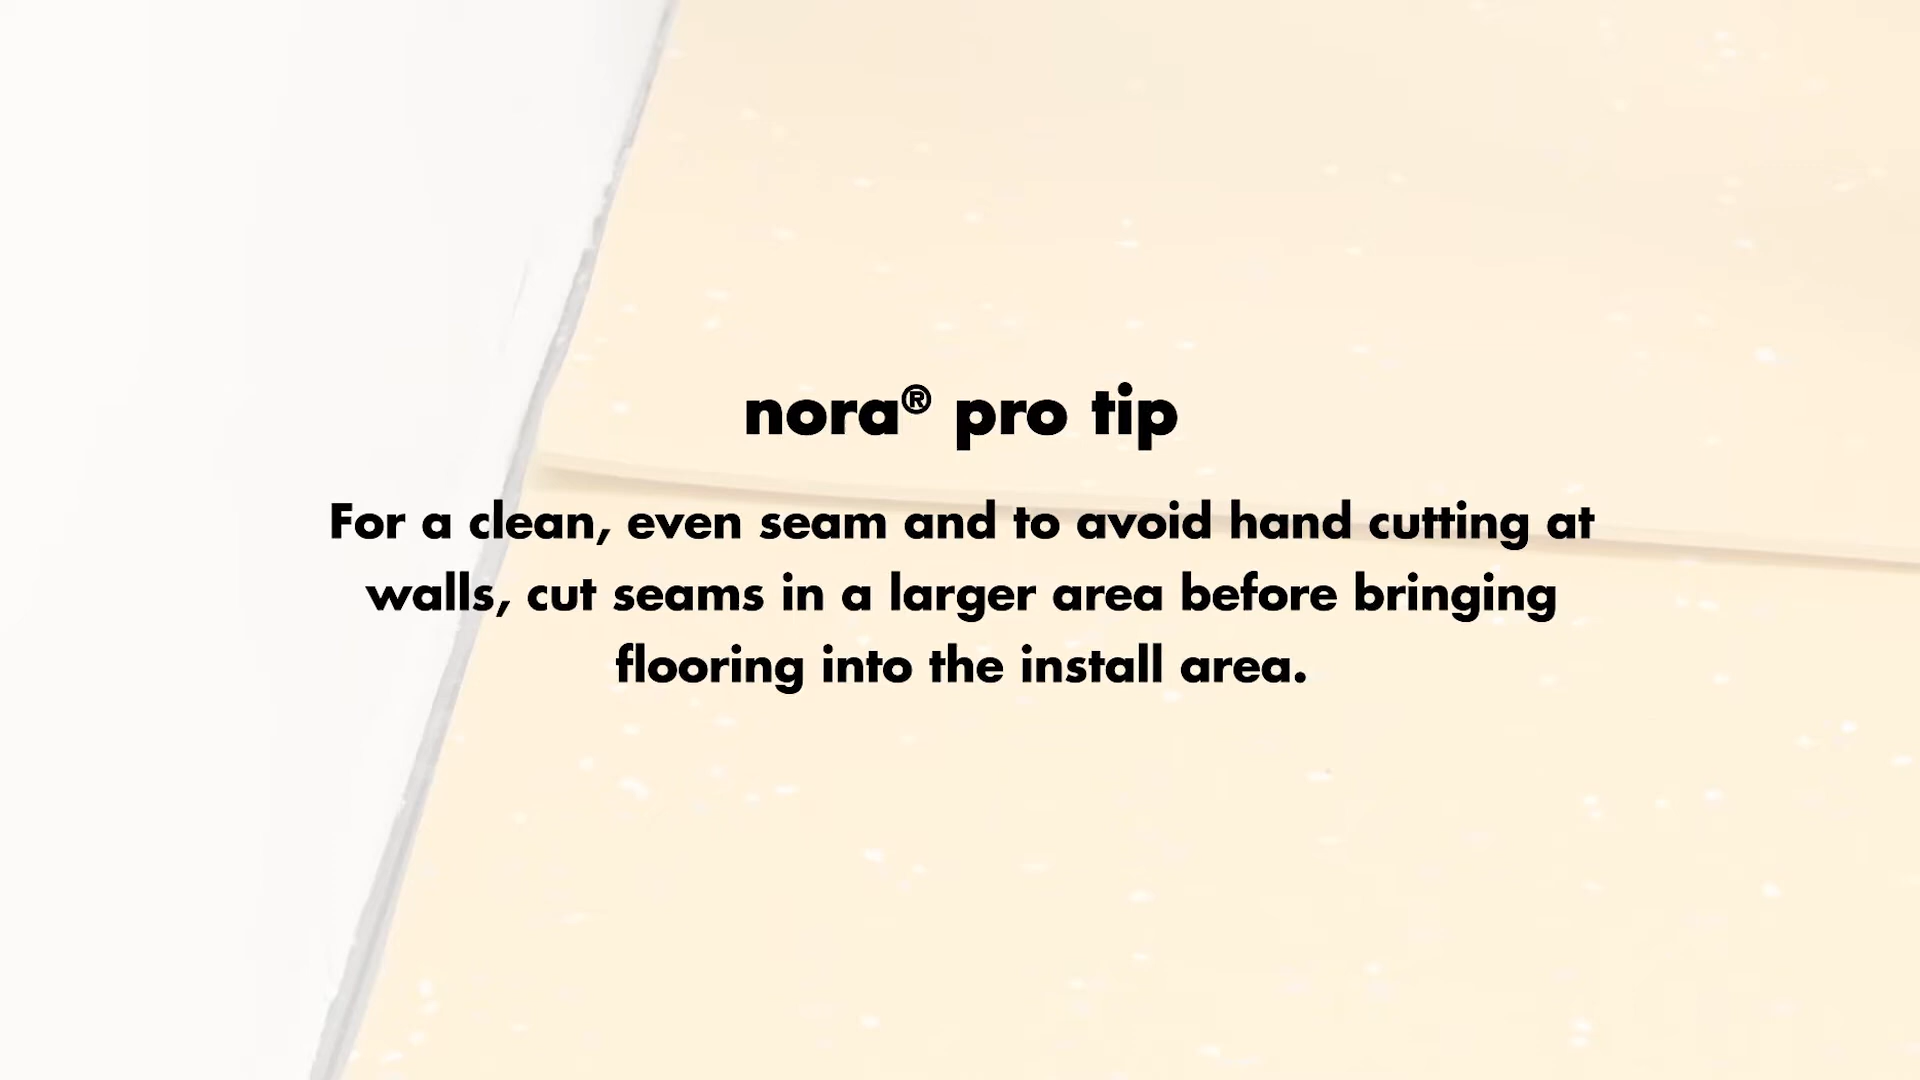 nora® pro tip
For a clean, even seam and to avoid hand cutting at
walls, cut seams in a larger area before bringing
flooring into the install area.